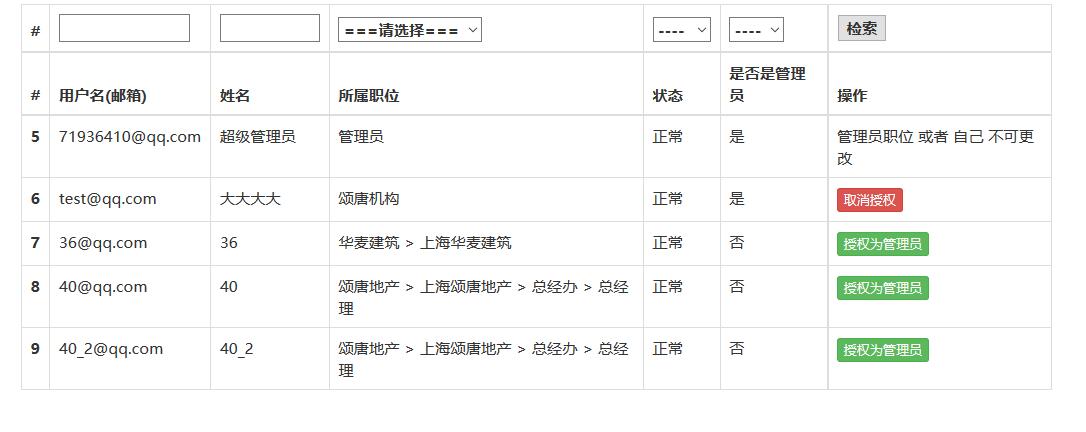 # ===请选择=== ---- ---- 检索
# 用户名(邮箱) 姓名 所属职位 状态 是否是管理
员 操作
5 71936410@qq.com 超级管理员 管理员 正常 是 管理员职位 或者 自己 不可更
改
6 test@qq.com 大大大大 颂唐机构 正常 是 取消授权
7 36@qq.com 36 华麦建筑 > 上海华麦建筑 正常 否 授权为管理员
8 40@qq.com 40 颂唐地产 > 上海颂唐地产 > 总经办 > 总经
理 正常 否 授权为管理员
9 40_2@qq.com 40_2 颂唐地产 > 上海颂唐地产 > 总经办 > 总经
理 正常 否 授权为管理员